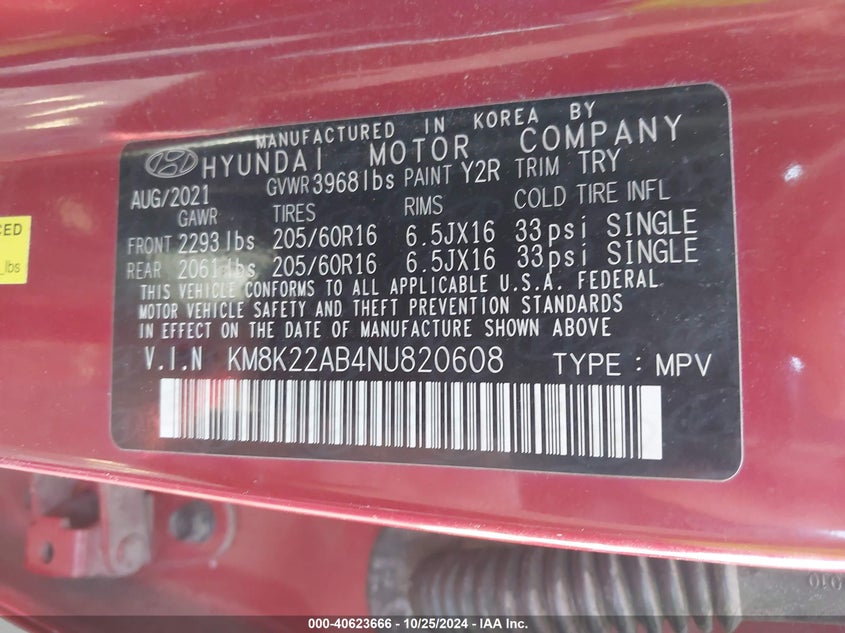 MANUFACTURED IN KOREA BY
HYUNDAI MOTOR COMPANY
AUG/2021 GVWR 3968lbs PAINT Y2R TRIM TRY
GAWR TIRES RIMS COLD TIRE INFL
FRONT 2293 lbs 205/60R16 6.5JX16 33psi SINGLE
REAR 2061 lbs 205/60R16 6.5JX16 33psi SINGLE
THIS VEHICLE CONFORMS TO ALL APPLICABLE U.S.A. FEDERAL
MOTOR VEHICLE SAFETY AND THEFT PREVENTION STANDARDS
IN EFFECT ON THE DATE OF MANUFACTURE SHOWN ABOVE
V.I.N KM8K22AB4NU820608 TYPE : MPV
CED
lbs
000-40623666 - 10/25/2024 - IAA Inc.